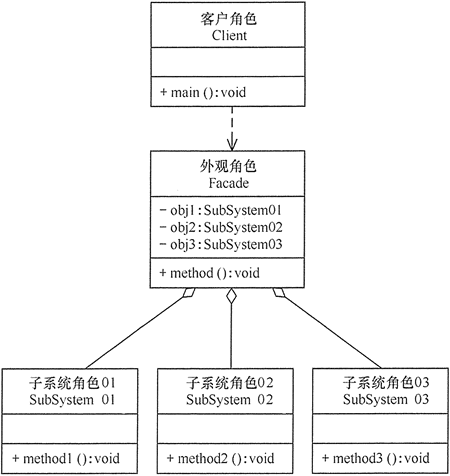 客户角色
Client
+ main ():void
外观角色
Facade
- obj1:SubSystem01
- obj2:SubSystem02
- obj3:SubSystem03
+ method ():void
子系统角色01
SubSystem 01
+ method1 ():void
子系统角色02
SubSystem 02
+ method2 ():void
子系统角色03
SubSystem 03
+ method3 ():void